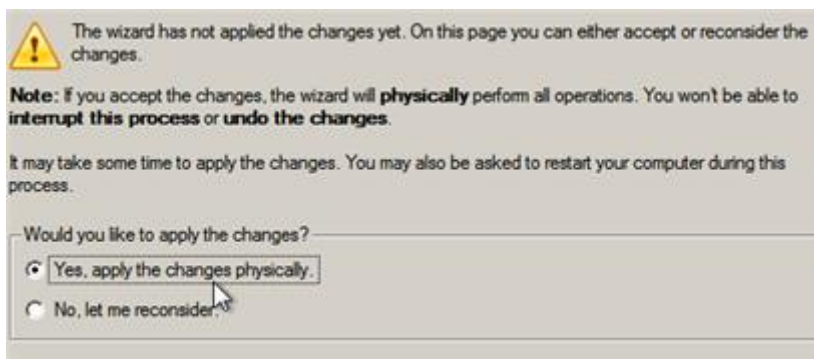 The wizard has not applied the changes yet. On this page you can either accept or reconsider the
changes.
Note: If you accept the changes, the wizard will physically perform all operations. You won't be able to
interrupt this process or undo the changes.
It may take some time to apply the changes. You may also be asked to restart your computer during this
process.
Would you like to apply the changes?
Yes, apply the changes physically.
No, let me reconsider.